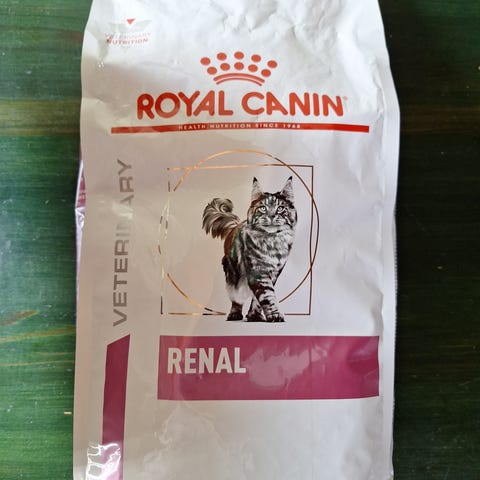 VETERINARY
NUTRITION
ROYAL CANIN
HEALTH NUTRITION SINCE 1968
VETERINARY
RENAL